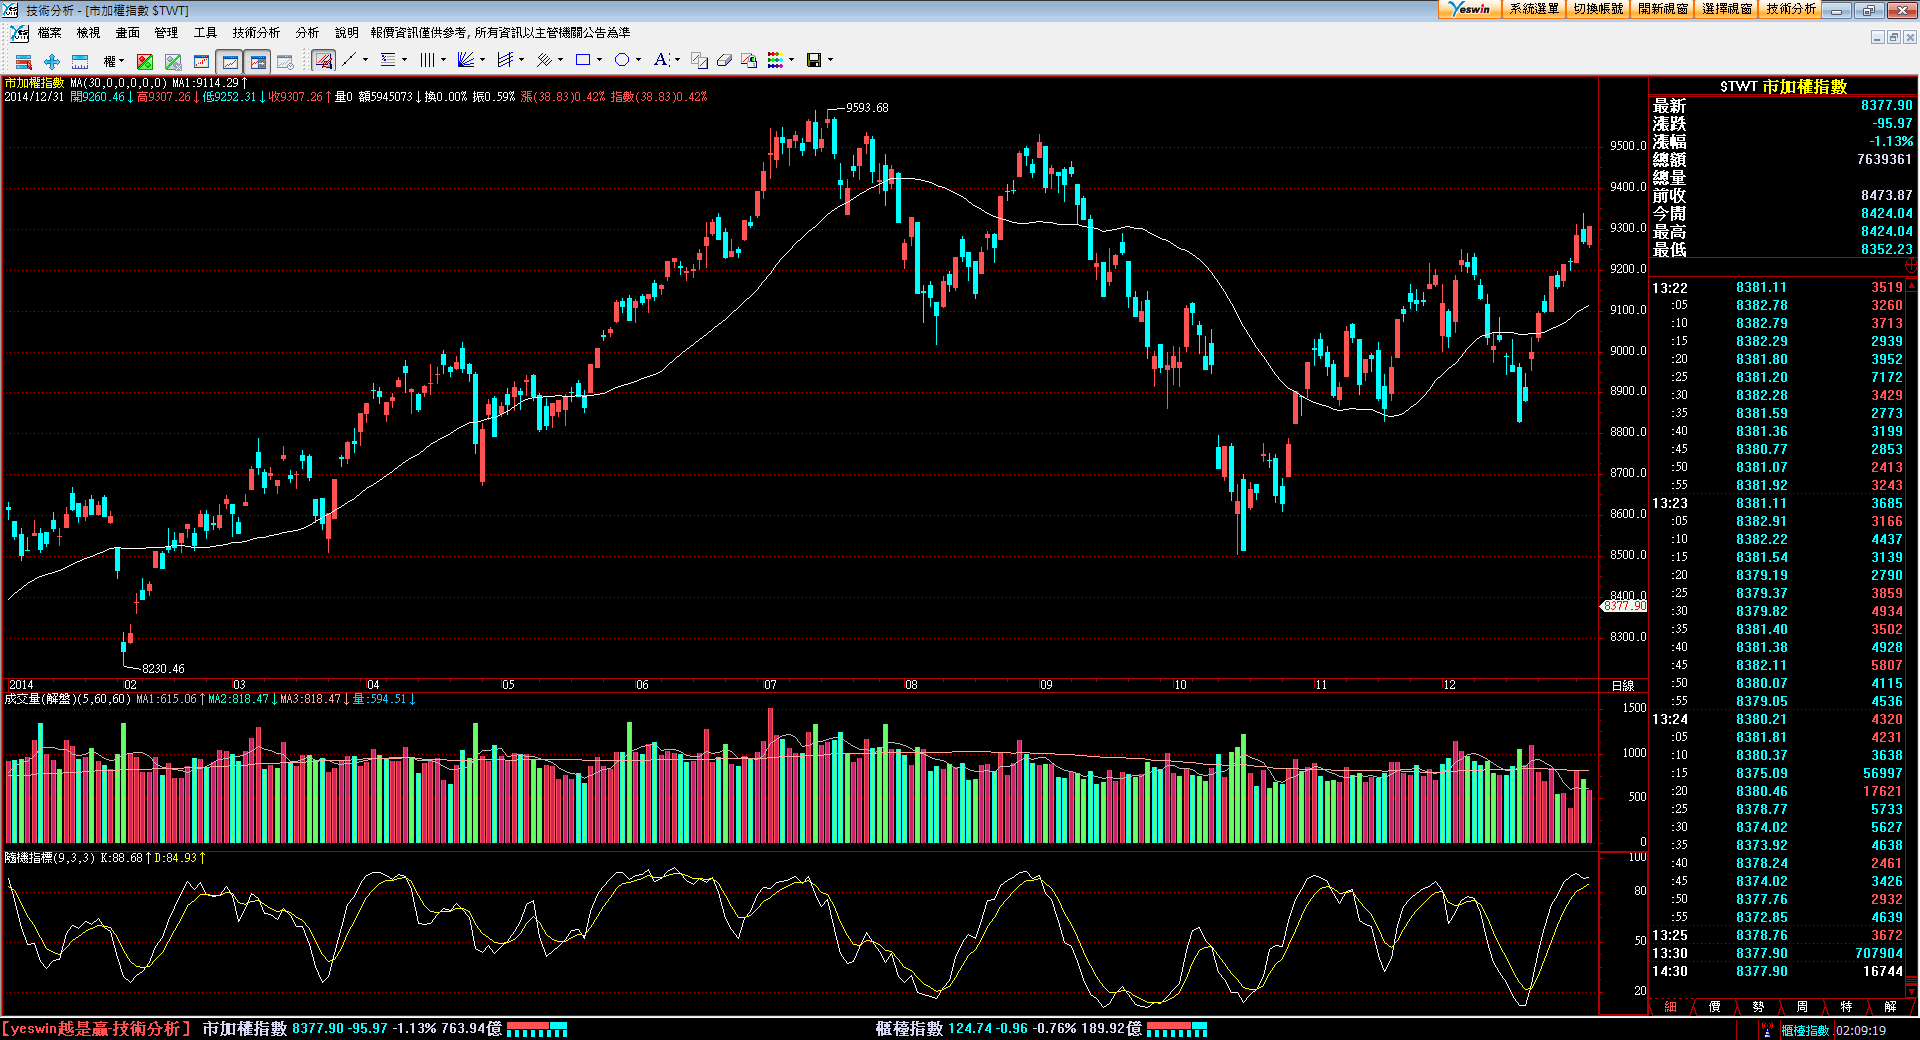 技術分析 - [市加權指數 $TWT]
Yeswin 系統選單 切換帳號 開新視窗 選擇視窗 技術分析
檔案 檢視 畫面 管理 工具 技術分析 分析 說明 報價資訊僅供參考, 所有資訊以主管機關公告為準
權
市加權指數 MA(30,0,0,0,0,0) MA1:9114.29↑
2014/12/31 開9260.46↓高9307.26↓低9252.31↓收9307.26↑量0 額5945073↓換0.00% 振0.59% 漲(38.83)0.42% 指數(38.83)0.42%
9593.68
8230.46
9500.0
9400.0
9300.0
9200.0
9100.0
9000.0
8900.0
8800.0
8700.0
8600.0
8500.0
8400.0
8377.90
8300.0
2014 02 03 04 05 06 07 08 09 10 11 12 日線
成交量(解盤)(5,60,60) MA1:615.06↑MA2:818.47↓MA3:818.47↓量:594.51↓
1500
1000
500
0
隨機指標(9,3,3) K:88.68↑D:84.93↑
100
80
50
20
$TWT 市加權指數
最新 8377.90
漲跌 -95.97
漲幅 -1.13%
總額 7639361
總量
前收 8473.87
今開 8424.04
最高 8424.04
最低 8352.23
13:22 8381.11 3519
:05 8382.78 3260
:10 8382.79 3713
:15 8382.29 2939
:20 8381.80 3952
:25 8381.20 7172
:30 8382.28 3429
:35 8381.59 2773
:40 8381.36 3199
:45 8380.77 2853
:50 8381.07 2413
:55 8381.92 3243
13:23 8381.11 3685
:05 8382.91 3166
:10 8382.22 4437
:15 8381.54 3139
:20 8379.19 2790
:25 8379.37 3859
:30 8379.82 4934
:35 8381.40 3502
:40 8381.38 4928
:45 8382.11 5807
:50 8380.07 4115
:55 8379.05 4536
13:24 8380.21 4320
:05 8381.81 4231
:10 8380.37 3638
:15 8375.09 56997
:20 8380.46 17621
:25 8378.77 5733
:30 8374.02 5627
:35 8373.92 4638
:40 8378.24 2461
:45 8374.02 3426
:50 8377.76 2932
:55 8372.85 4639
13:25 8378.76 3672
13:30 8377.90 707904
14:30 8377.90 16744
細 價 勢 周 特 解
[yeswin越是贏-技術分析] 市加權指數 8377.90 -95.97 -1.13% 763.94億 櫃檯指數 124.74 -0.96 -0.76% 189.92億 櫃檯指數 02:09:19